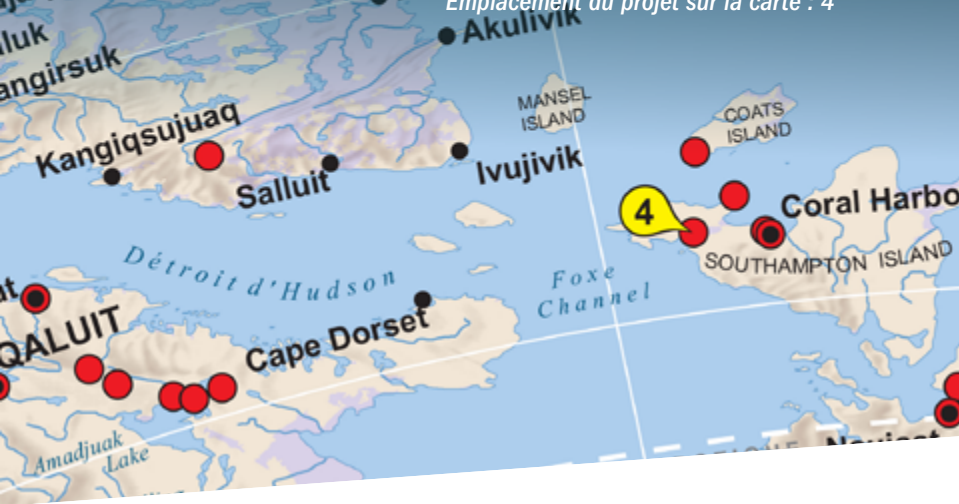 Emplacement du projet sur la carte : 4
Akulivik
MANSEL
ISLAND
COATS
ISLAND
Kangiqsujuaq
Salluit
Ivujivik
4
Coral Harbo
SOUTHAMPTON ISLAND
Détroit d'Hudson
Foxe
Channel
Cape Dorset
QALUIT
Amadjuak
Lake